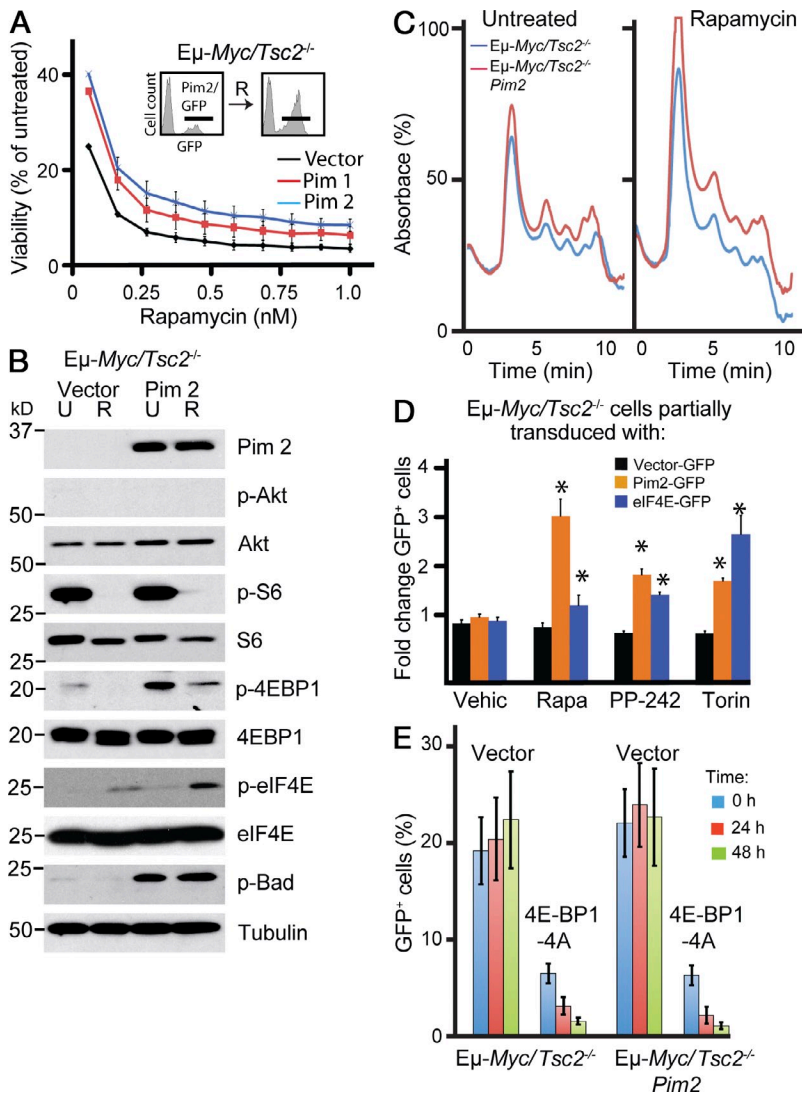 A
Eμ-Myc/Tsc2-/-
Viability (% of untreated)
40
20
0
Cell count
Pim2/
GFP
GFP
R
Vector
Pim 1
Pim 2
0 0.25 0.5 0.75 1.0
Rapamycin (nM)
B
Eμ-Myc/Tsc2-/-
Vector Pim 2
kD U R U R
37
Pim 2
p-Akt
50
Akt
50
p-S6
25
S6
25
20 p-4EBP1
20 4EBP1
25 p-eIF4E
25 eIF4E
25
p-Bad
50 Tubulin
C
Untreated Rapamycin
100
50
0
Absorbace (%)
Eμ-Myc/Tsc2-/-
Eμ-Myc/Tsc2-/-
Pim2
0 5 10 0 5 10
Time (min) Time (min)
D
Eμ-Myc/Tsc2-/- cells partially
transduced with:
Fold change GFP+ cells
4
3
2
1
Vector-GFP
Pim2-GFP
eIF4E-GFP
* * * * * *
Vehic Rapa PP-242 Torin
E
GFP+ cells (%)
30
20
10
0
Vector Vector
Time:
0 h
24 h
48 h
4E-BP1 4E-BP1
-4A -4A
Eμ-Myc/Tsc2-/- Eμ-Myc/Tsc2-/-
Pim2